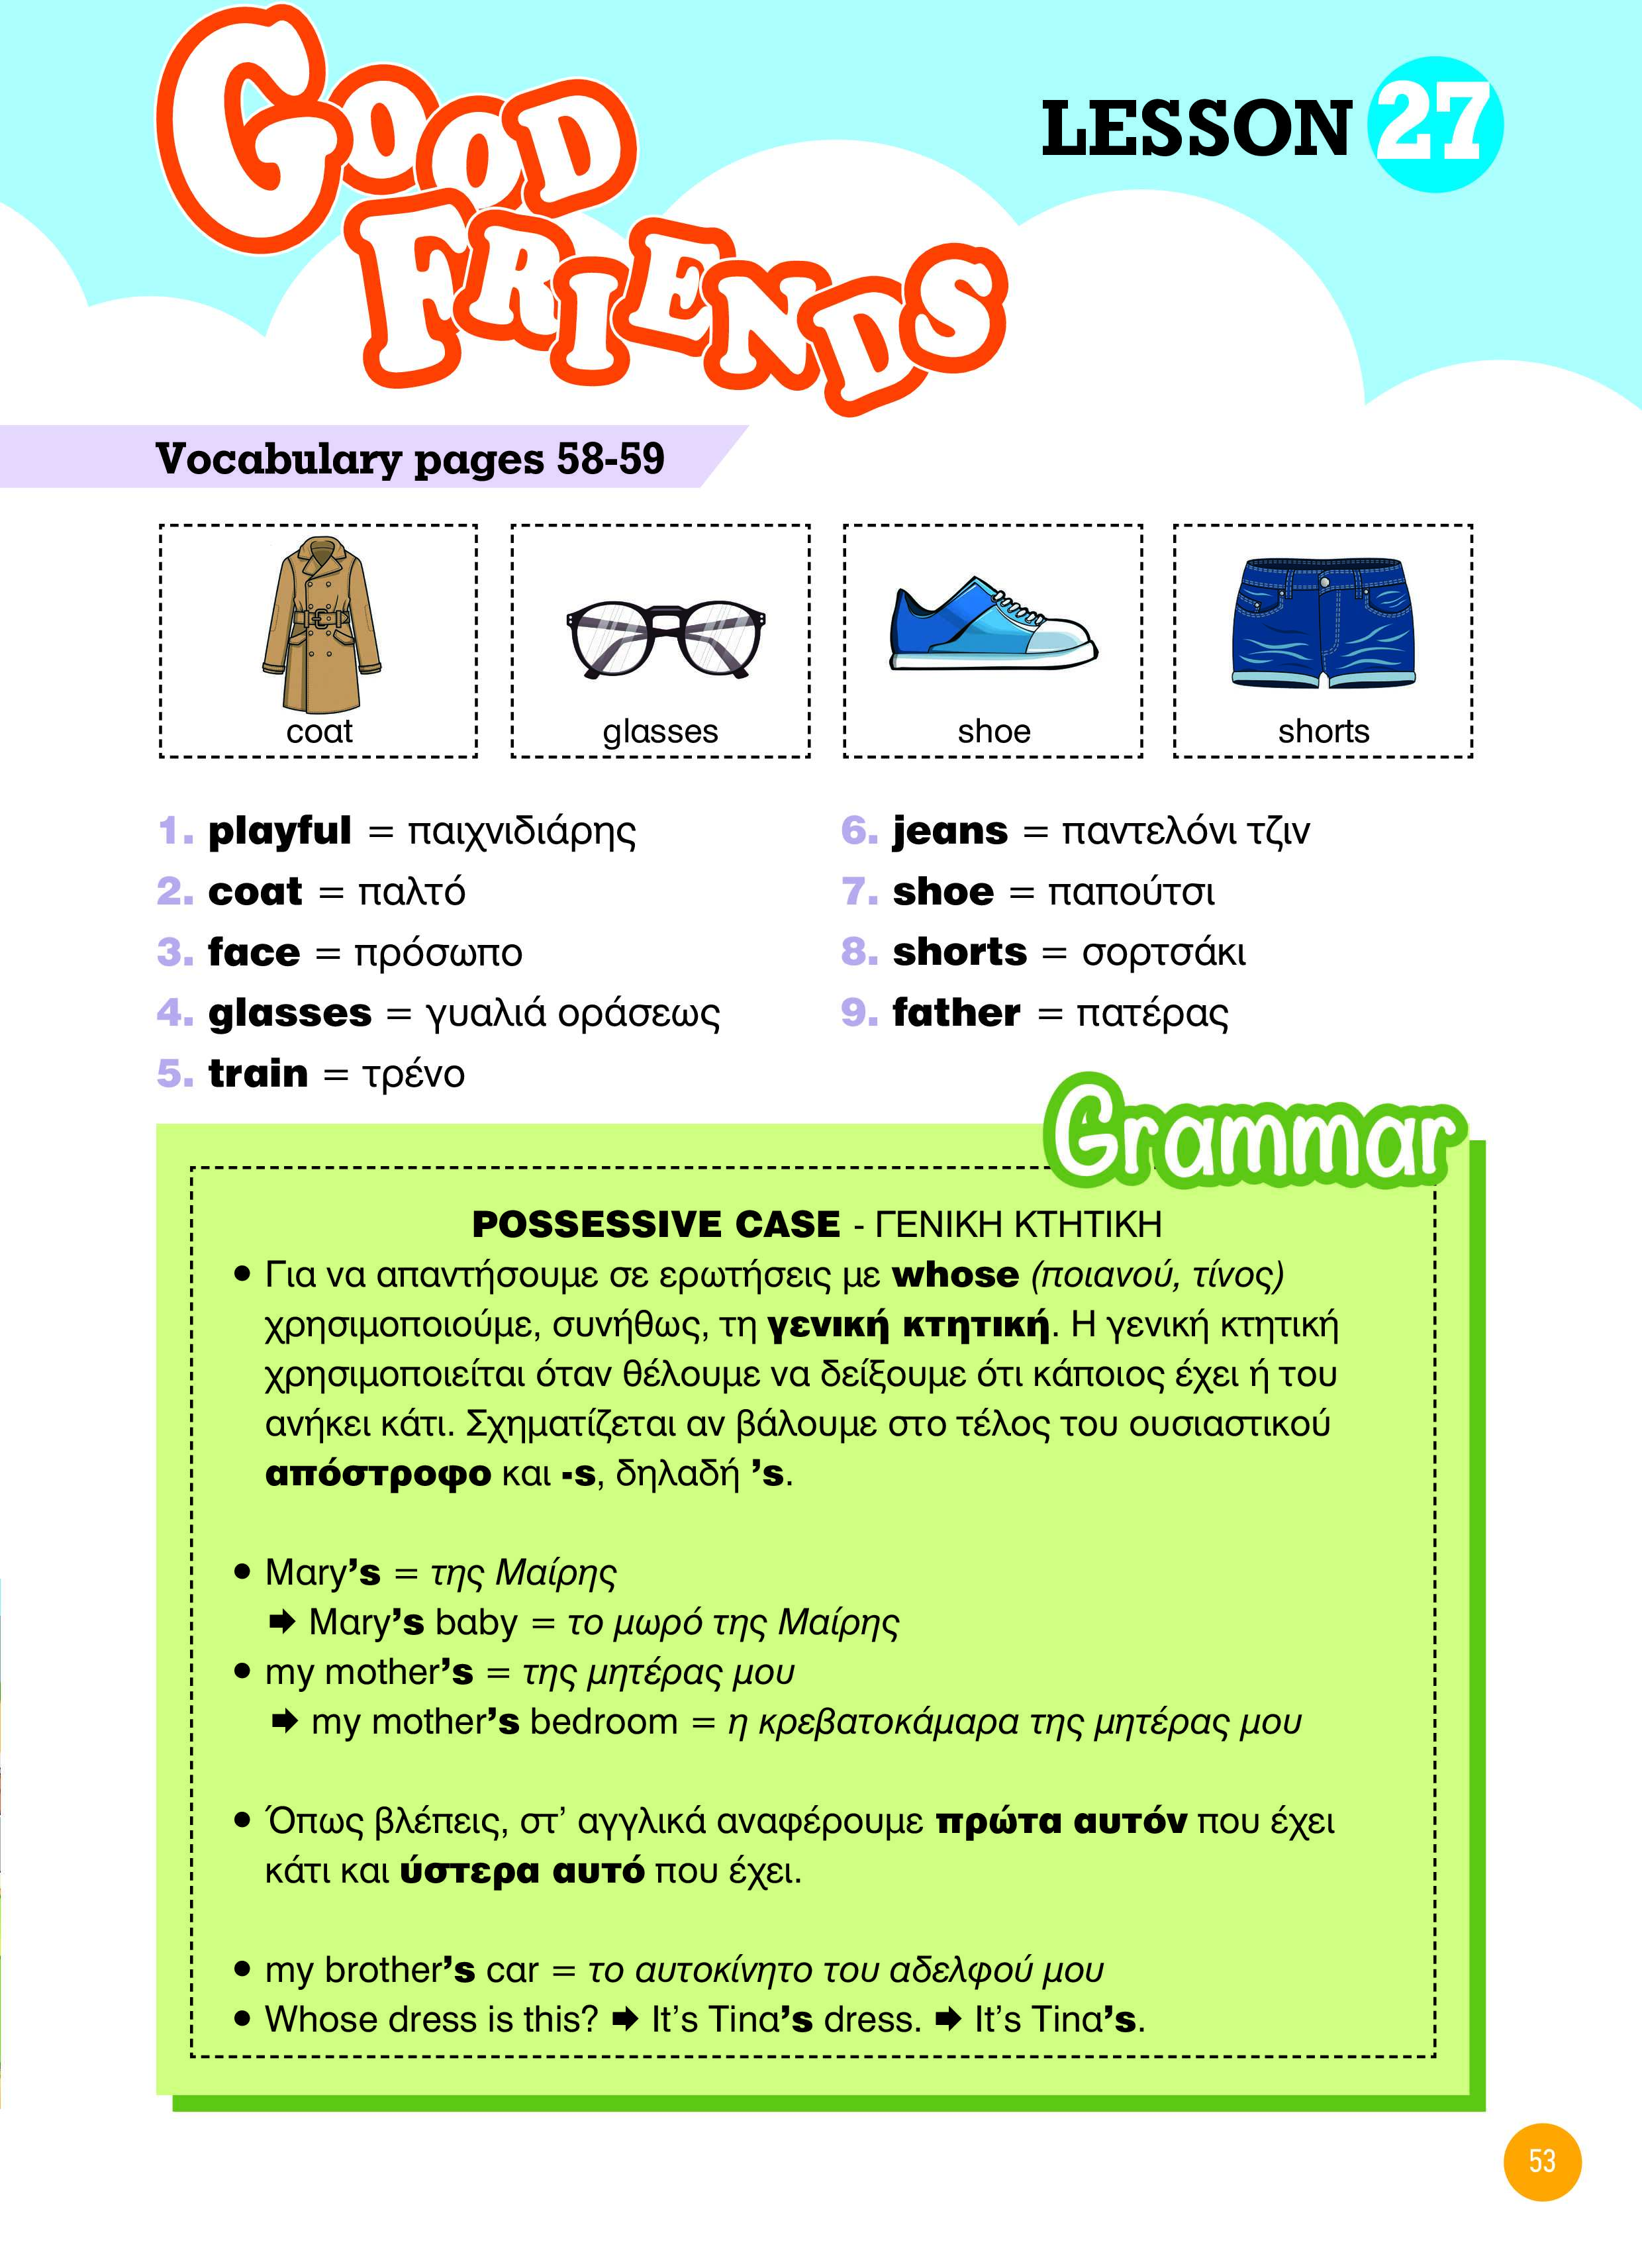 GOOD
FRIENDS
LESSON 27
Vocabulary pages 58-59
coat
glasses
shoe
shorts
1. playful = παιχνιδιάρης
2. coat = παλτό
3. face = πρόσωπο
4. glasses = γυαλιά οράσεως
5. train = τρένο
6. jeans = παντελόνι τζιν
7. shoe = παπούτσι
8. shorts = σορτσάκι
9. father = πατέρας
Grammar
POSSESSIVE CASE - ΓΕΝΙΚΗ ΚΤΗΤΙΚΗ
• Για να απαντήσουμε σε ερωτήσεις με whose (ποιανού, τίνος)
χρησιμοποιούμε, συνήθως, τη γενική κτητική. Η γενική κτητική
χρησιμοποιείται όταν θέλουμε να δείξουμε ότι κάποιος έχει ή του
ανήκει κάτι. Σχηματίζεται αν βάλουμε στο τέλος του ουσιαστικού
απόστροφο και -s, δηλαδή ’s.
• Mary’s = της Μαίρης
➨ Mary’s baby = το μωρό της Μαίρης
• my mother’s = της μητέρας μου
➨ my mother’s bedroom = η κρεβατοκάμαρα της μητέρας μου
• Όπως βλέπεις, στ’ αγγλικά αναφέρουμε πρώτα αυτόν που έχει
κάτι και ύστερα αυτό που έχει.
• my brother’s car = το αυτοκίνητο του αδελφού μου
• Whose dress is this? ➨ It’s Tina’s dress. ➨ It’s Tina’s.
53